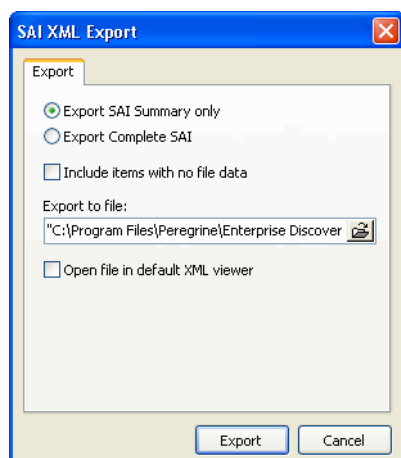 SAI XML Export
Export
Export SAI Summary only
Export Complete SAI
Include items with no file data
Export to file:
"C:\Program Files\Peregrine\Enterprise Discover
Open file in default XML viewer
Export Cancel